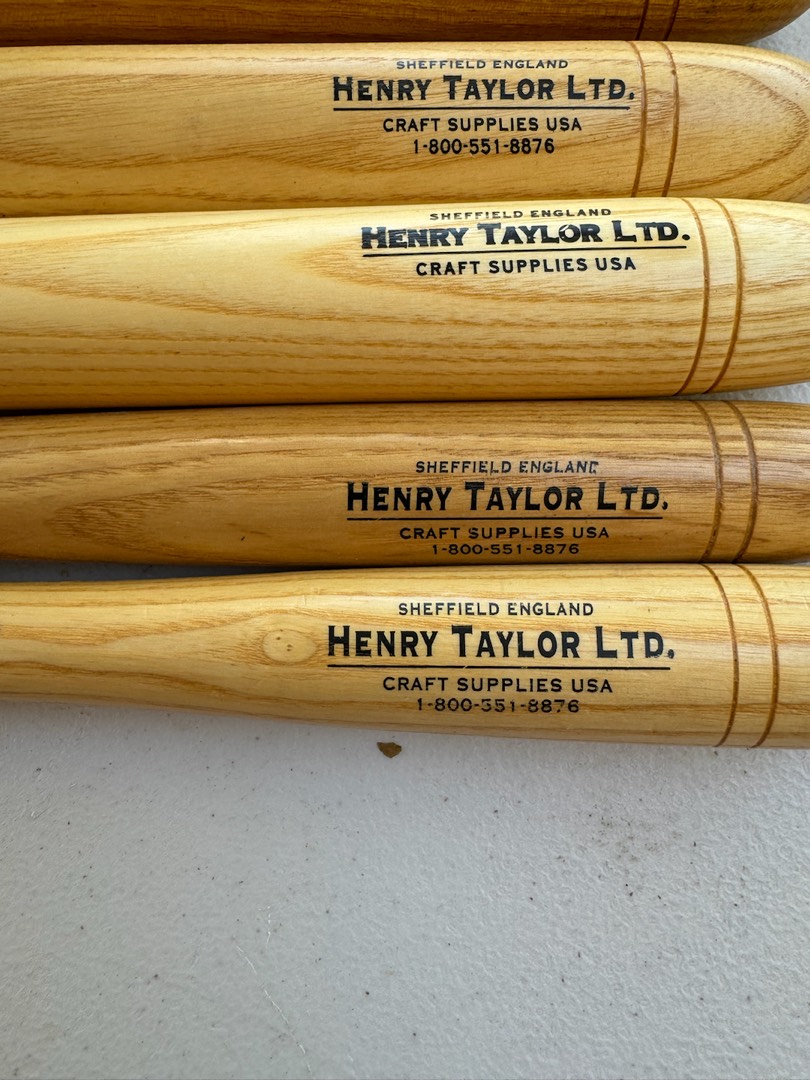 SHEFFIELD ENGLAND
HENRY TAYLOR LTD.
CRAFT SUPPLIES USA
1-800-551-8876
SHEFFIELD ENGLAND
HENRY TAYLOR LTD.
CRAFT SUPPLIES USA
SHEFFIELD ENGLAND
HENRY TAYLOR LTD.
CRAFT SUPPLIES USA
1-800-551-8876
SHEFFIELD ENGLAND
HENRY TAYLOR LTD.
CRAFT SUPPLIES USA
1-800-551-8876